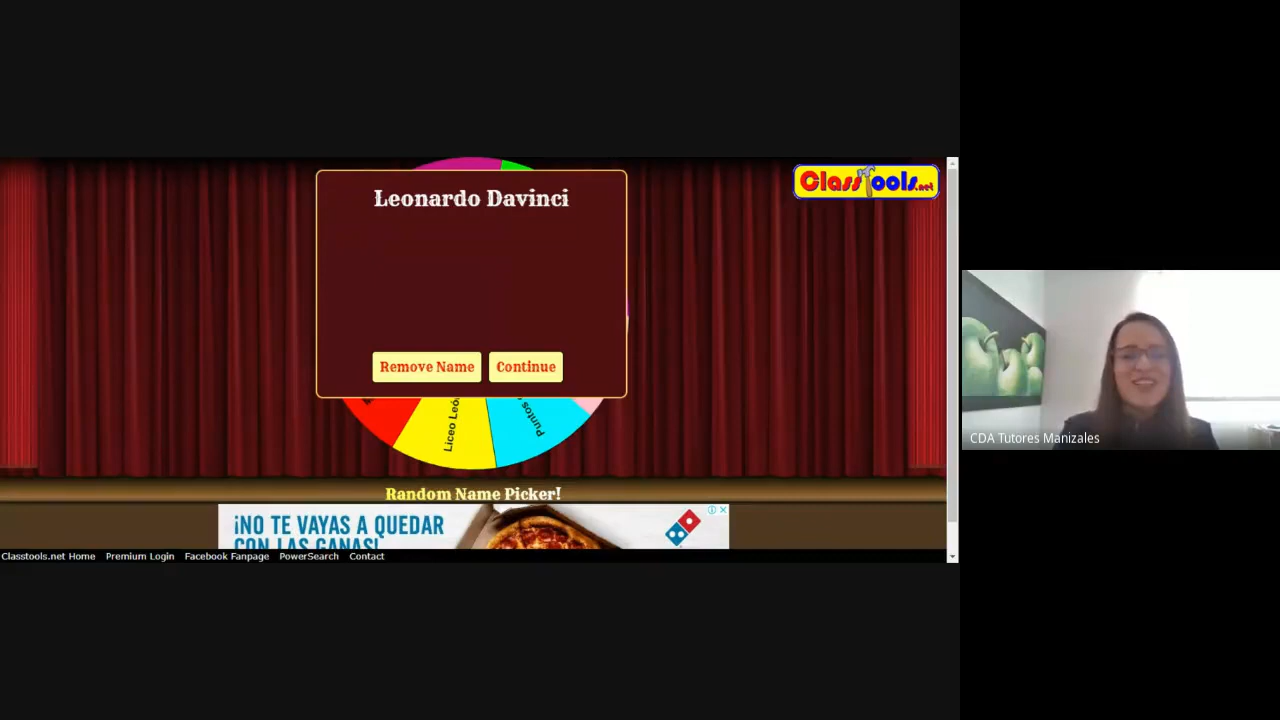 ClassTools.net
Leonardo Davinci
Remove Name
Continue
Liceo León
Puntos
Random Name Picker!
¡NO TE VAYAS A QUEDAR
CON LAS GANAS!
Classtools.net Home Premium Login Facebook Fanpage PowerSearch Contact
CDA Tutores Manizales